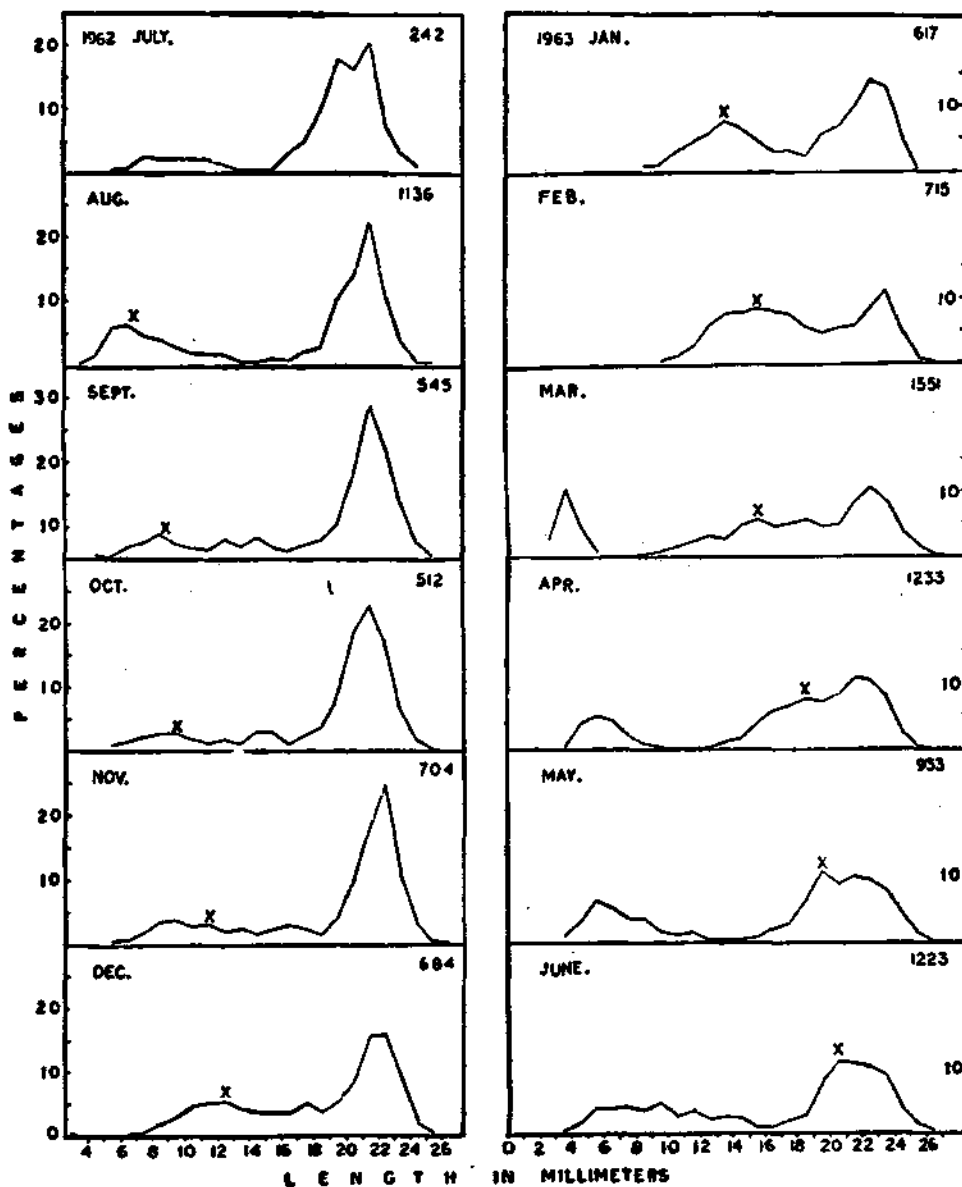 1962 JULY. 242
20
10
AUG. 1136
20
10
X
SEPT. 545
30
20
10
X
OCT. 512
20
10
X
NOV. 704
20
10
X
DEC. 684
20
10
0
X
4 6 8 10 12 14 16 18 20 22 24 26
PERCENTAGES
1963 JAN. 617
10
X
FEB. 715
10
X
MAR. 1551
10
X
APR. 1233
10
X
MAY. 953
10
X
JUNE. 1223
10
X
0 2 4 6 8 10 12 14 16 18 20 22 24 26
LENGTH IN MILLIMETERS